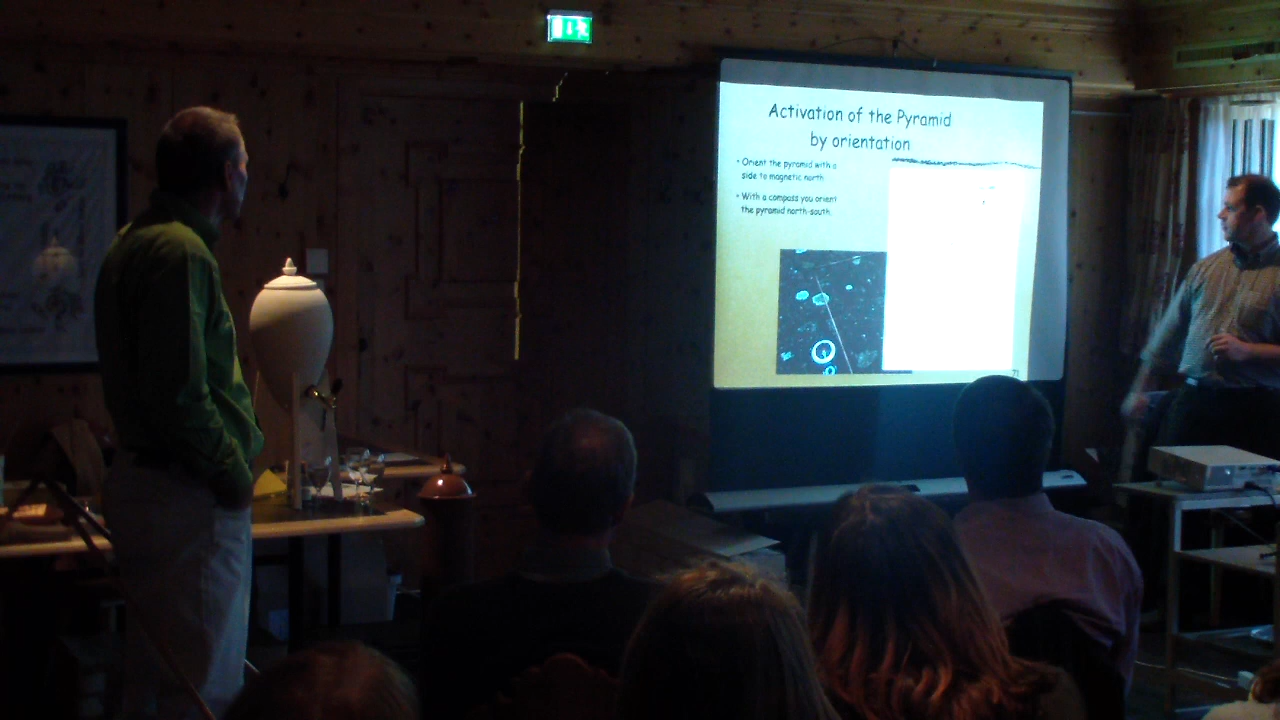 Activation of the Pyramid
by orientation
• Orient the pyramid with a
side to magnetic north
• With a compass you orient
the pyramid north-south.